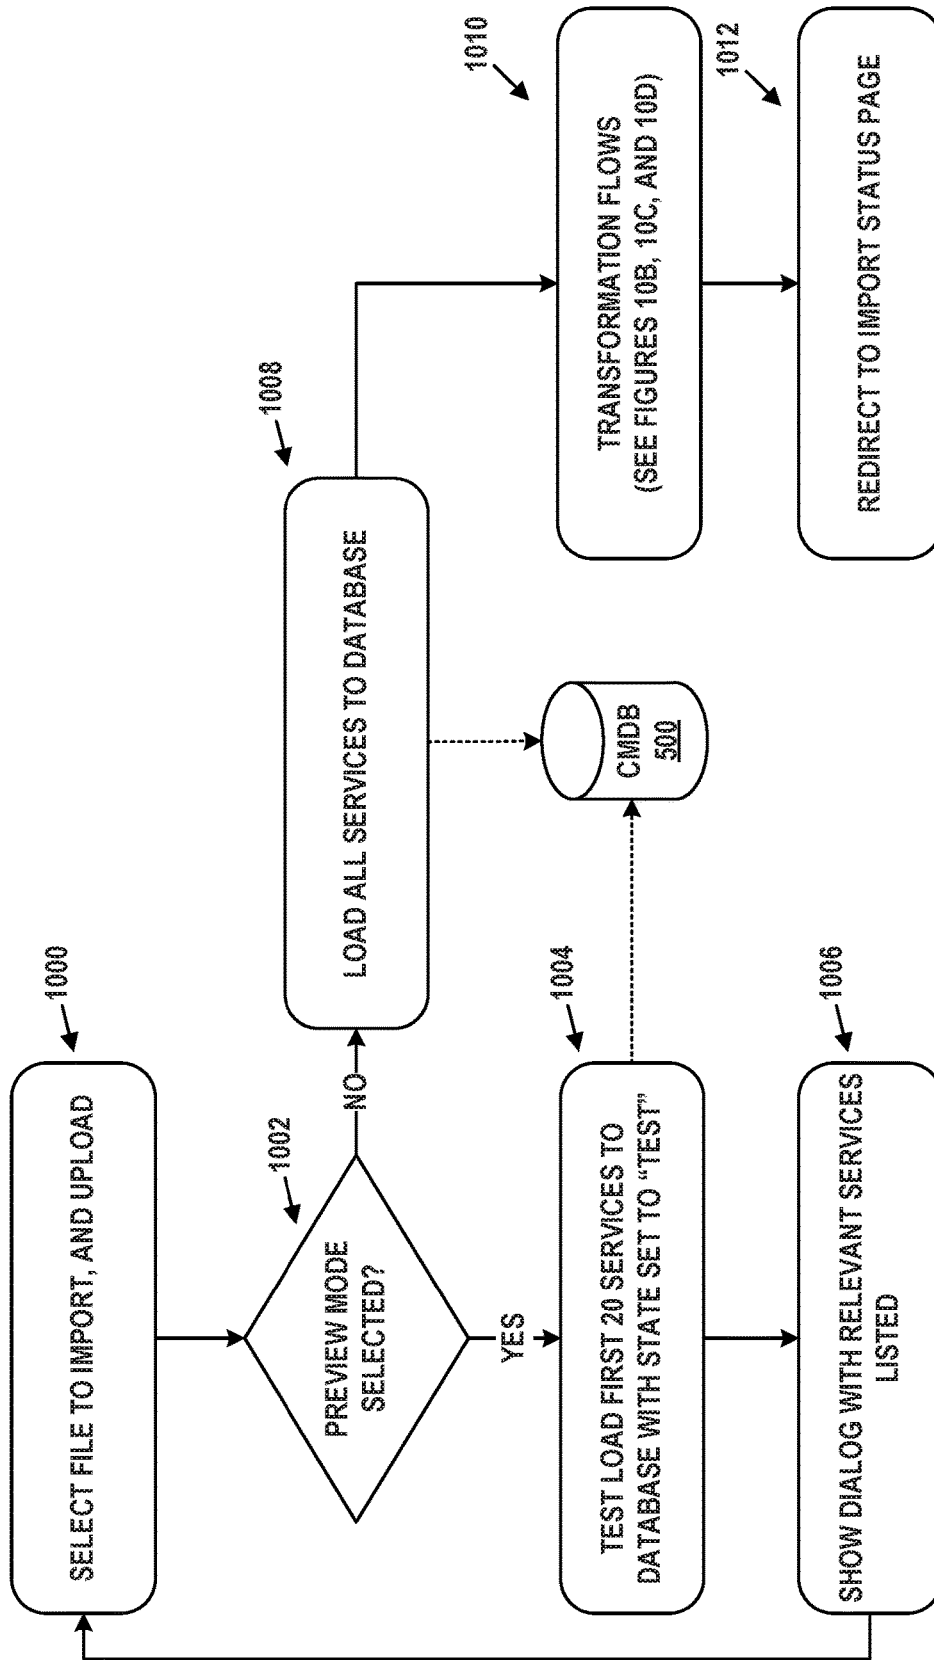 1000
SELECT FILE TO IMPORT, AND UPLOAD
1002
PREVIEW MODE
SELECTED?
NO
YES
1008
LOAD ALL SERVICES TO DATABASE
1004
TEST LOAD FIRST 20 SERVICES TO
DATABASE WITH STATE SET TO “TEST”
CMDB
500
1006
SHOW DIALOG WITH RELEVANT SERVICES
LISTED
1010
TRANSFORMATION FLOWS
(SEE FIGURES 10B, 10C, AND 10D)
1012
REDIRECT TO IMPORT STATUS PAGE